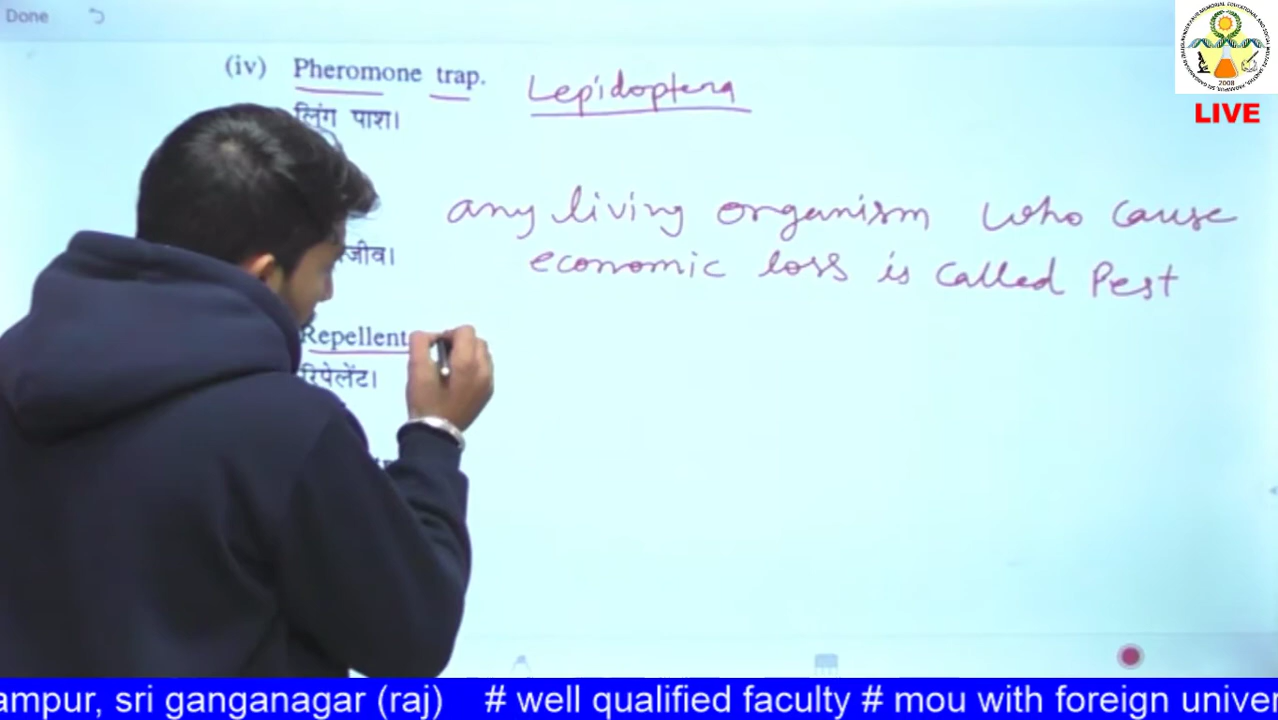 Done
(iv) Pheromone trap. Lepidoptera
लिंग पाश।
LIVE
2008
any living organism who cause
economic loss is called Pest
जीव।
Repellent
रिपेलेंट।
ampur, sri ganganagar (raj) # well qualified faculty # mou with foreign univer